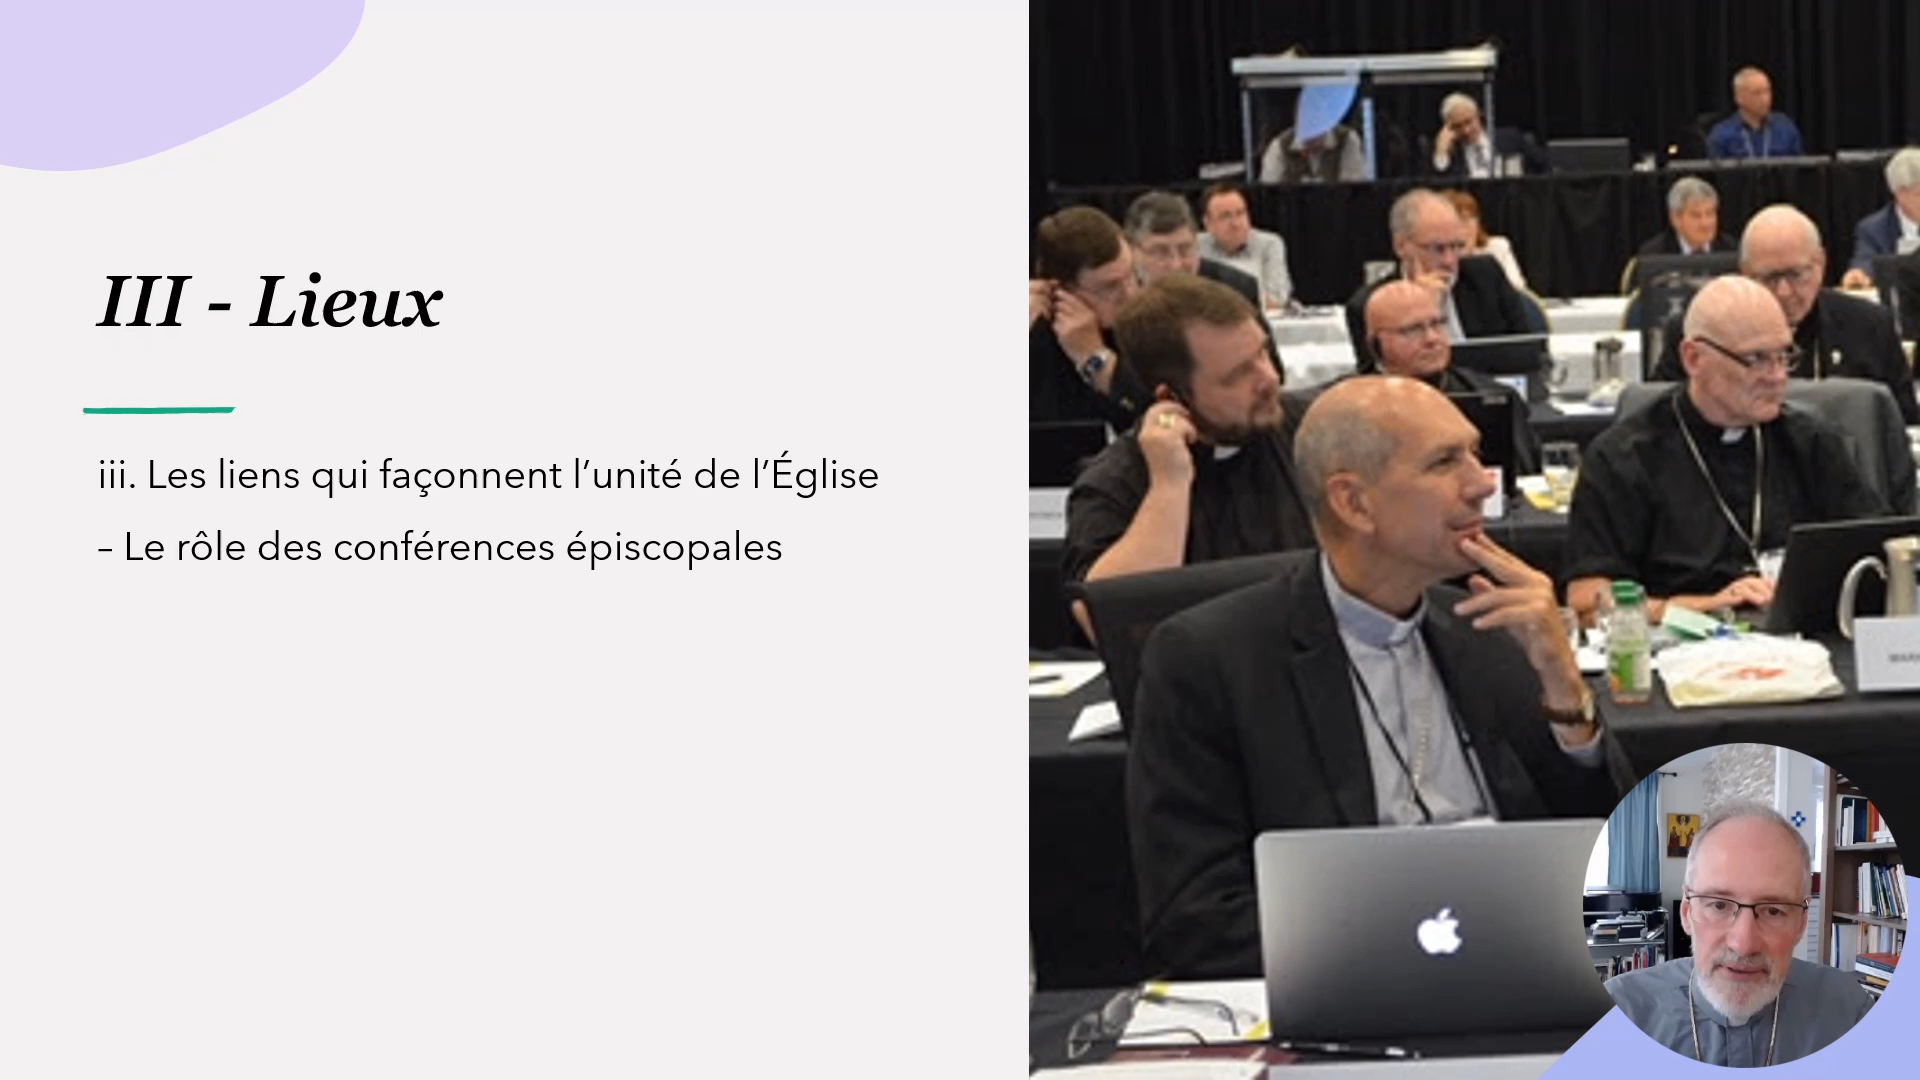 III - Lieux
iii. Les liens qui façonnent l’unité de l’Église
– Le rôle des conférences épiscopales